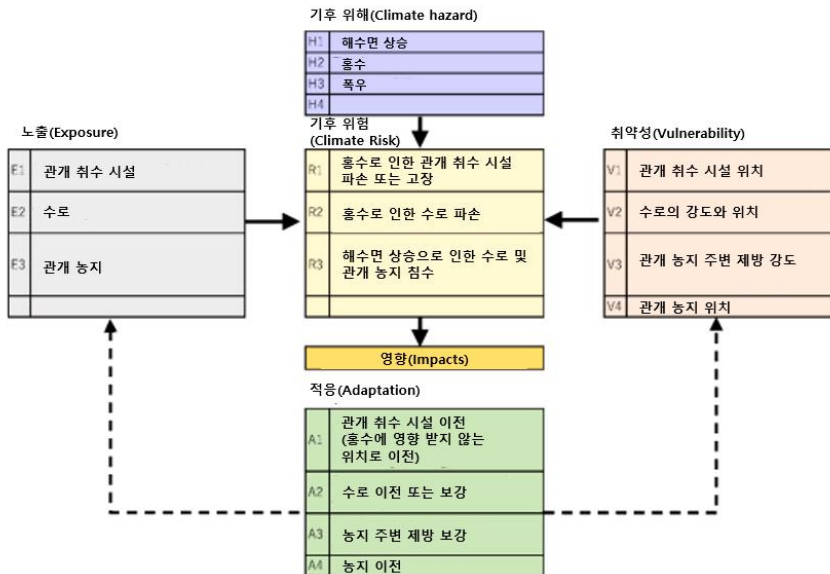 기후 위해(Climate hazard)
H1 해수면 상승
H2 홍수
H3 폭우
H4
노출(Exposure)
E1 관개 취수 시설
E2 수로
E3 관개 농지
기후 위험
(Climate Risk)
R1 홍수로 인한 관개 취수 시설
파손 또는 고장
R2 홍수로 인한 수로 파손
R3 해수면 상승으로 인한 수로 및
관개 농지 침수
취약성(Vulnerability)
V1 관개 취수 시설 위치
V2 수로의 강도와 위치
V3 관개 농지 주변 제방 강도
V4 관개 농지 위치
영향(Impacts)
적응(Adaptation)
A1 관개 취수 시설 이전
(홍수에 영향 받지 않는
위치로 이전)
A2 수로 이전 또는 보강
A3 농지 주변 제방 보강
A4 농지 이전